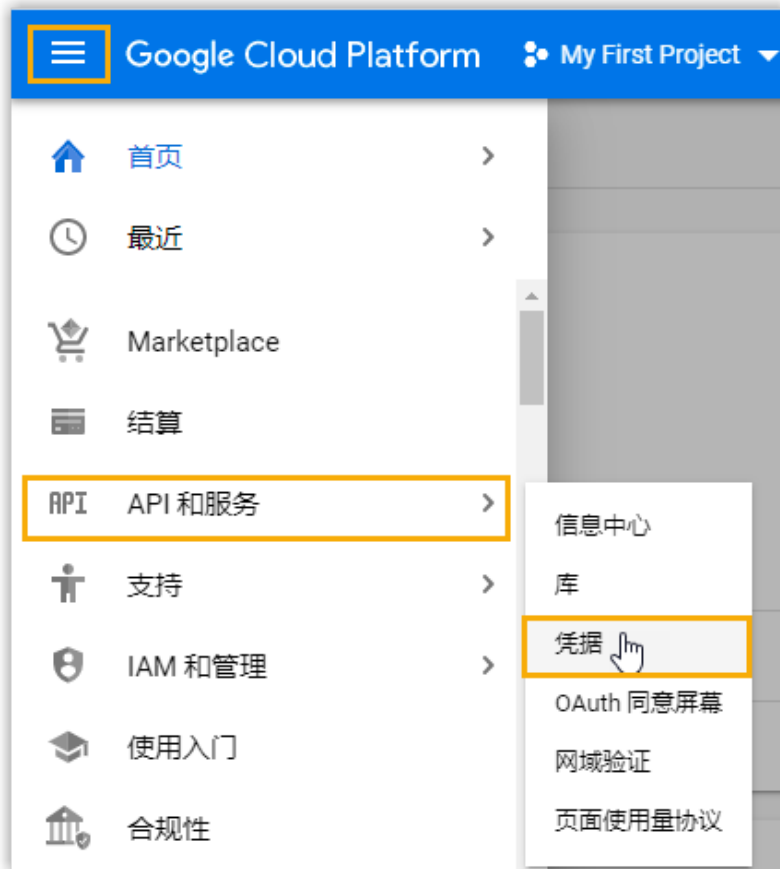 Google Cloud Platform My First Project
首页
最近
Marketplace
结算
API API 和服务
支持
IAM 和管理
使用入门
合规性
信息中心
库
凭据
OAuth 同意屏幕
网域验证
页面使用量协议